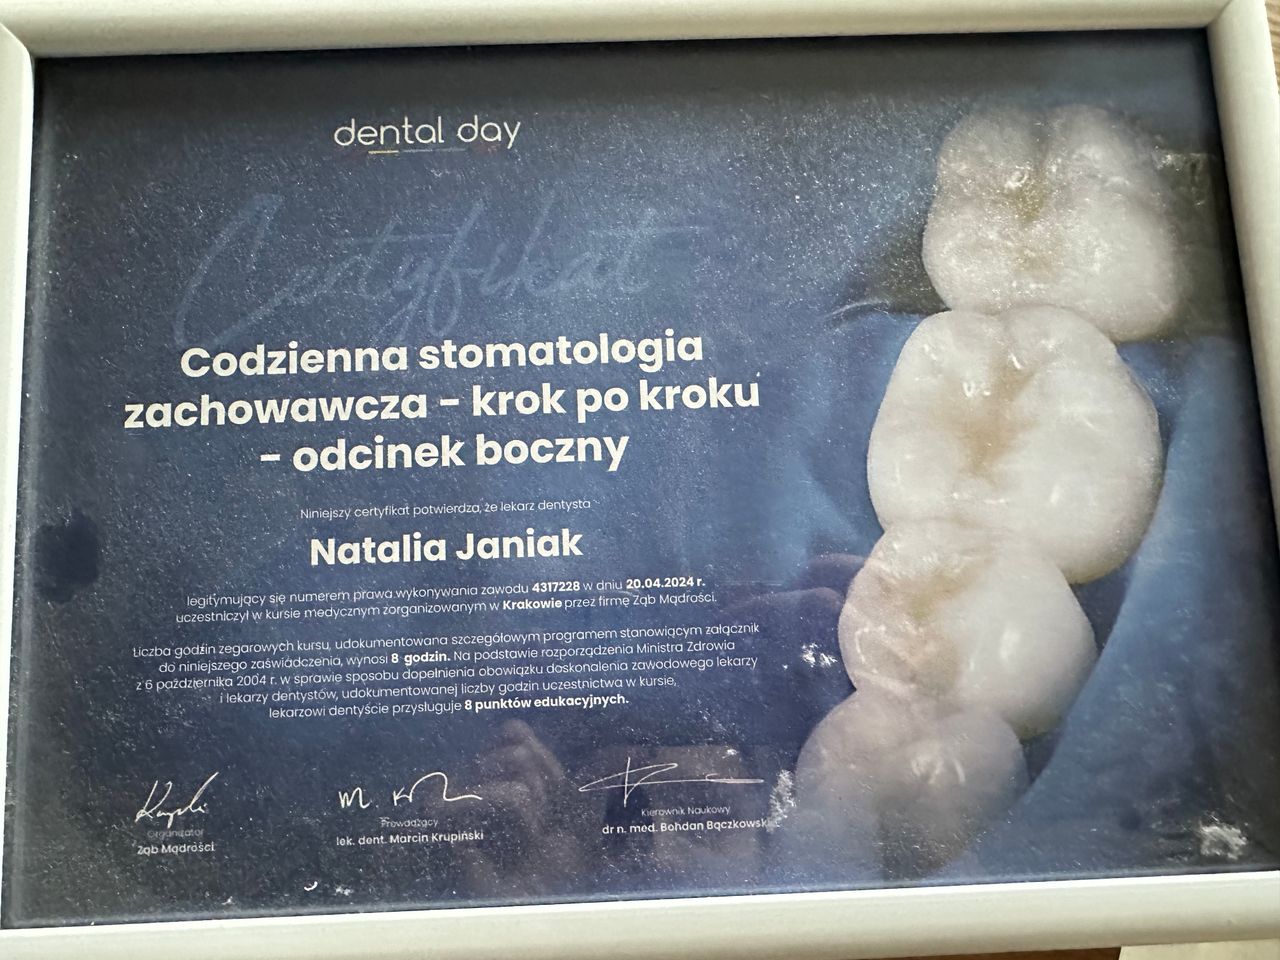 dental day
Certyfikat
Codzienna stomatologia
zachowawcza - krok po kroku
- odcinek boczny
Niniejszy certyfikat potwierdza, że lekarz dentysta
Natalia Janiak
legitymujący się numerem prawa wykonywania zawodu 4317228 w dniu 20.04.2024 r.
uczestniczył w kursie medycznym zorganizowanym w Krakowie przez firmę Ząb Mądrości.
Liczba godzin zegarowych kursu, udokumentowana szczegółowym programem stanowiącym załącznik
do niniejszego zaświadczenia, wynosi 8 godzin. Na podstawie rozporządzenia Ministra Zdrowia
z 6 października 2004 r. w sprawie sposobu dopełnienia obowiązku doskonalenia zawodowego lekarzy
i lekarzy dentystów, udokumentowanej liczby godzin uczestnictwa w kursie,
lekarzowi dentyście przysługuje 8 punktów edukacyjnych.
Organizator
Ząb Mądrości
Prowadzący
lek. dent. Marcin Krupiński
Kierownik Naukowy
dr n. med. Bohdan Bączkowski